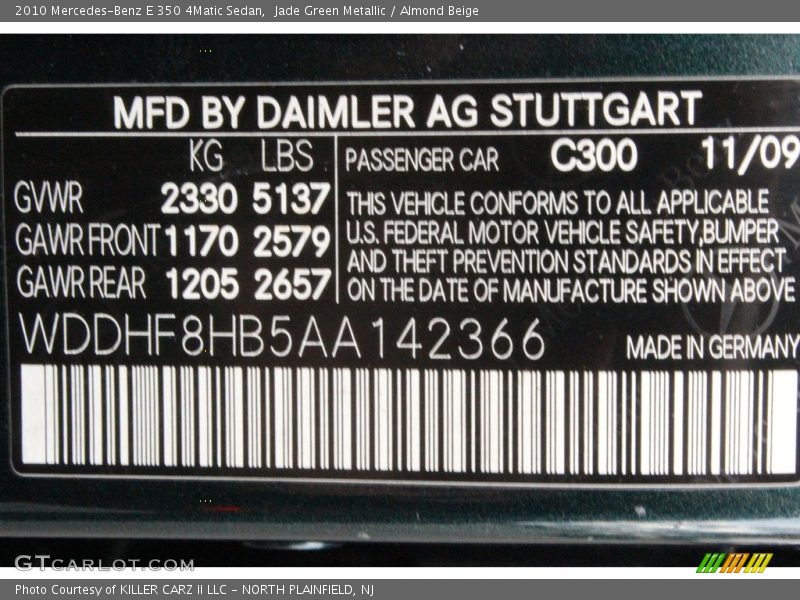 2010 Mercedes-Benz E 350 4Matic Sedan, Jade Green Metallic / Almond Beige
MFD BY DAIMLER AG STUTTGART
KG LBS
PASSENGER CAR C300 11/09
GVWR 2330 5137
GAWR FRONT 1170 2579
GAWR REAR 1205 2657
THIS VEHICLE CONFORMS TO ALL APPLICABLE
U.S. FEDERAL MOTOR VEHICLE SAFETY,BUMPER
AND THEFT PREVENTION STANDARDS IN EFFECT
ON THE DATE OF MANUFACTURE SHOWN ABOVE
WDDHF8HB5AA142366
MADE IN GERMANY
GTCARLOT.COM
Photo Courtesy of KILLER CARZ II LLC - NORTH PLAINFIELD, NJ